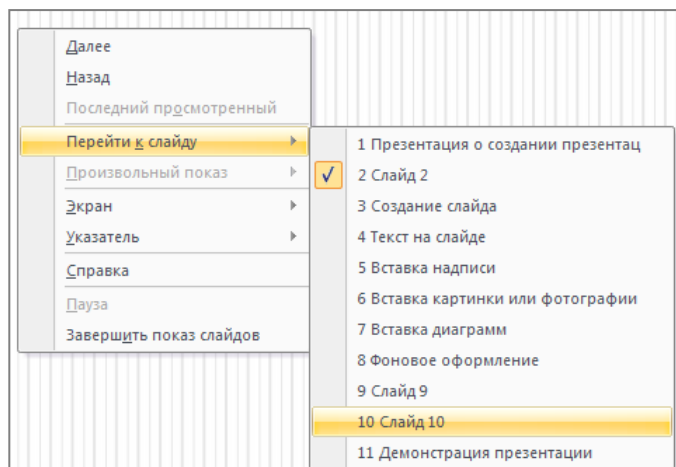 Далее
Назад
Последний просмотренный
Перейти к слайду
Произвольный показ
Экран
Указатель
Справка
Пауза
Завершить показ слайдов
1 Презентация о создании презентац
2 Слайд 2
3 Создание слайда
4 Текст на слайде
5 Вставка надписи
6 Вставка картинки или фотографии
7 Вставка диаграмм
8 Фоновое оформление
9 Слайд 9
10 Слайд 10
11 Демонстрация презентации